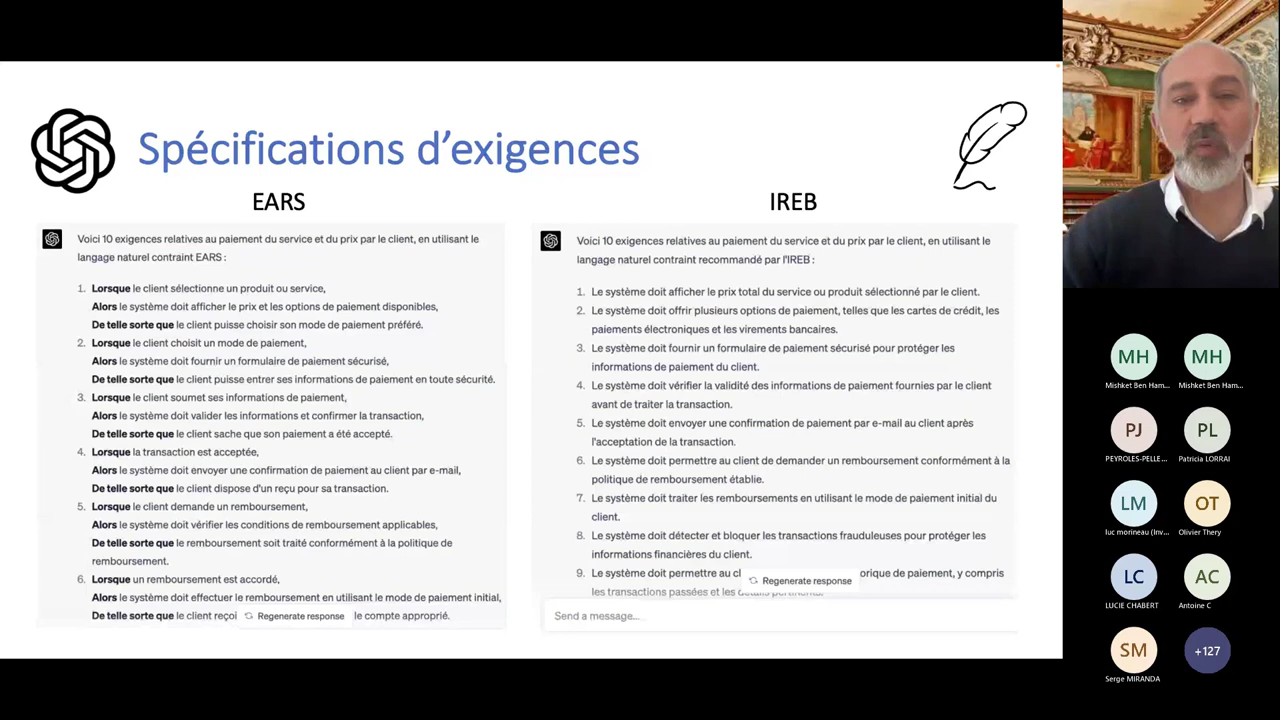 Spécifications d'exigences
EARS
Voici 10 exigences relatives au paiement du service et du prix par le client, en utilisant le
langage naturel contraint EARS :
1. Lorsque le client sélectionne un produit ou service,
Alors le système doit afficher le prix et les options de paiement disponibles,
De telle sorte que le client puisse choisir son mode de paiement préféré.
2. Lorsque le client choisit un mode de paiement,
Alors le système doit fournir un formulaire de paiement sécurisé,
De telle sorte que le client puisse entrer ses informations de paiement en toute sécurité.
3. Lorsque le client soumet ses informations de paiement,
Alors le système doit valider les informations et confirmer la transaction,
De telle sorte que le client sache que son paiement a été accepté.
4. Lorsque la transaction est acceptée,
Alors le système doit envoyer une confirmation de paiement au client par e-mail,
De telle sorte que le client dispose d'un reçu pour sa transaction.
5. Lorsque le client demande un remboursement,
Alors le système doit vérifier les conditions de remboursement applicables,
De telle sorte que le remboursement soit traité conformément à la politique de
remboursement.
6. Lorsque un remboursement est accordé,
Alors le système doit effectuer le remboursement en utilisant le mode de paiement initial,
De telle sorte que le client reçoi
Regenerate response
le compte approprié.
IREB
Voici 10 exigences relatives au paiement du service et du prix par le client, en utilisant le
langage naturel contraint recommandé par l'IREB :
1. Le système doit afficher le prix total du service ou produit sélectionné par le client.
2. Le système doit offrir plusieurs options de paiement, telles que les cartes de crédit, les
paiements électroniques et les virements bancaires.
3. Le système doit fournir un formulaire de paiement sécurisé pour protéger les
informations de paiement du client.
4. Le système doit vérifier la validité des informations de paiement fournies par le client
avant de traiter la transaction.
5. Le système doit envoyer une confirmation de paiement par e-mail au client après
l'acceptation de la transaction.
6. Le système doit permettre au client de demander un remboursement conformément à la
politique de remboursement établie.
7. Le système doit traiter les remboursements en utilisant le mode de paiement initial du
client.
8. Le système doit détecter et bloquer les transactions frauduleuses pour protéger les
informations financières du client.
9. Le système doit permettre au cl
Regenerate response
orique de paiement, y compris
les transactions passées et les détails pertinents.
Send a message...
MH
Mishket Ben Ham...
MH
Mishket Ben Ham...
PJ
PEYROLES-PELLE...
PL
Patricia LORRAI
LM
luc morineau (Inv...
OT
Olivier Thery
LC
LUCIE CHABERT
AC
Antoine C
SM
Serge MIRANDA
+127